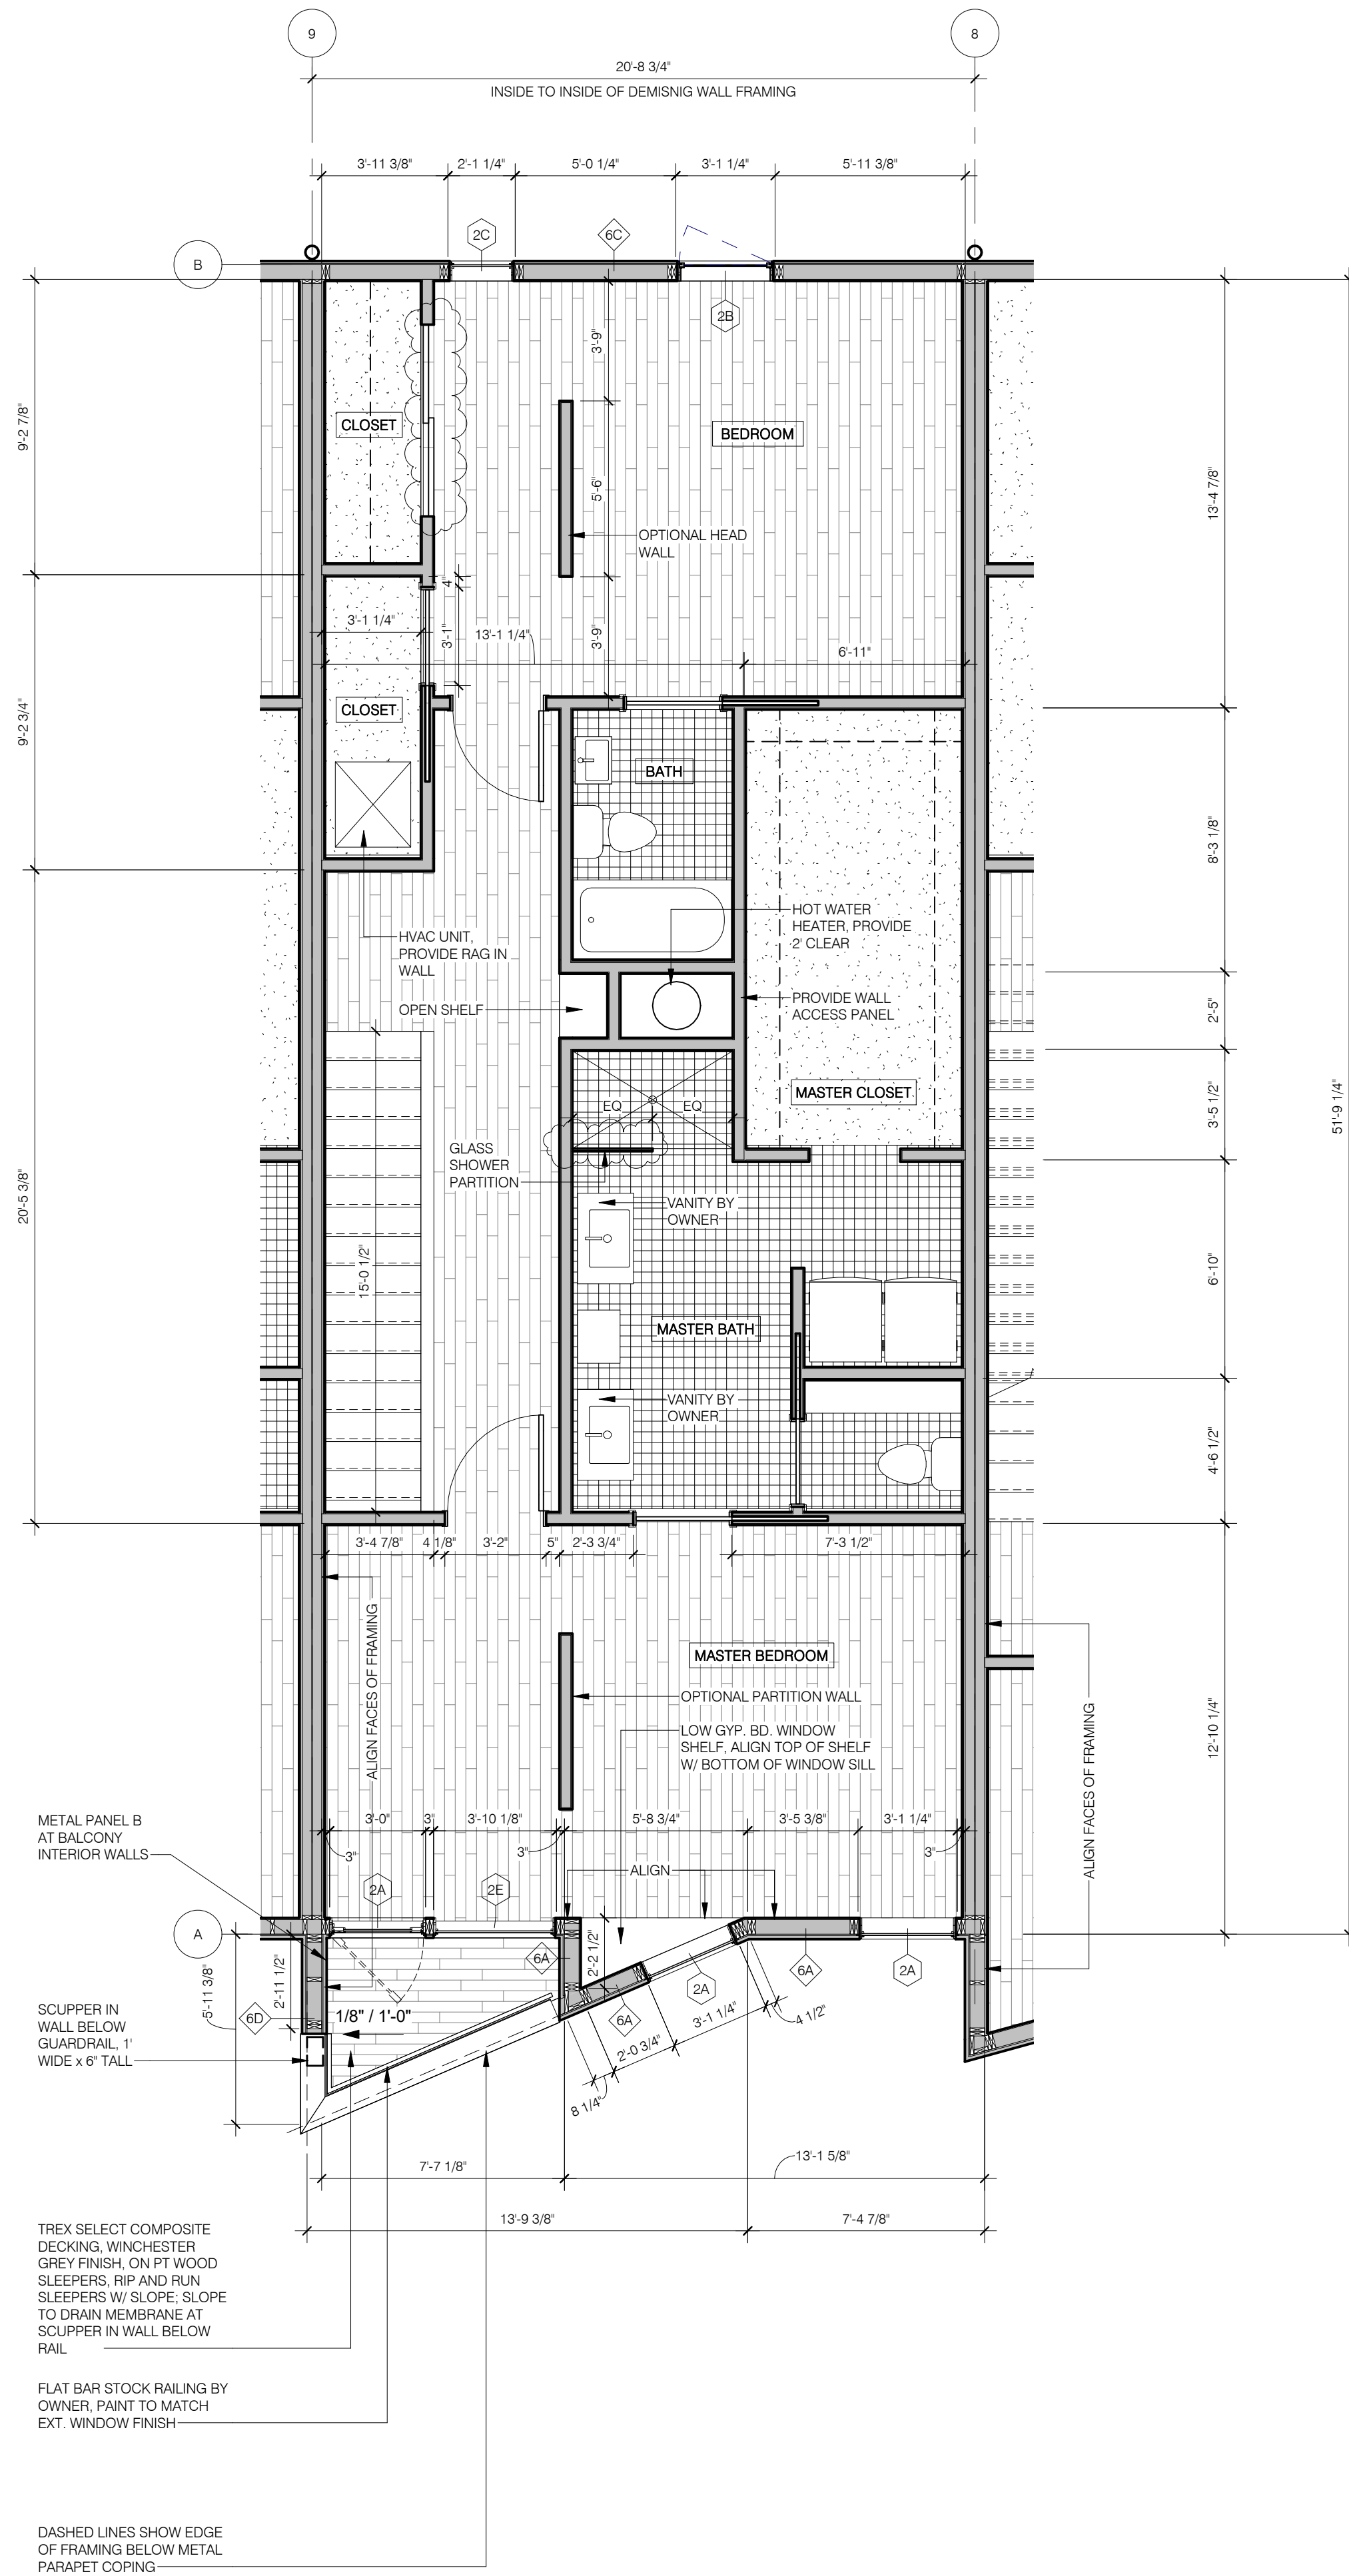 9
8
20'-8 3/4"
INSIDE TO INSIDE OF DEMISNIG WALL FRAMING
3'-11 3/8"
2'-1 1/4"
5'-0 1/4"
3'-1 1/4"
5'-11 3/8"
B
2C
6C
2B
3'-9"
9'-2 7/8"
CLOSET
BEDROOM
13'-4 7/8"
5'-6"
OPTIONAL HEAD
WALL
4"
3'-1 1/4"
3'-1"
13'-1 1/4"
3'-9"
6'-11"
9'-2 3/4"
CLOSET
BATH
8'-3 1/8"
HVAC UNIT,
PROVIDE RAG IN
WALL
HOT WATER
HEATER, PROVIDE
2' CLEAR
OPEN SHELF
PROVIDE WALL
ACCESS PANEL
2'-5"
MASTER CLOSET
3'-5 1/2"
51'-9 1/4"
EQ
EQ
GLASS
SHOWER
PARTITION
20'-5 3/8"
VANITY BY
OWNER
15'-0 1/2"
6'-10"
MASTER BATH
VANITY BY
OWNER
4'-6 1/2"
3'-4 7/8"
4 1/8"
3'-2"
5"
2'-3 3/4"
7'-3 1/2"
ALIGN FACES OF FRAMING
MASTER BEDROOM
OPTIONAL PARTITION WALL
LOW GYP. BD. WINDOW
SHELF, ALIGN TOP OF SHELF
W/ BOTTOM OF WINDOW SILL
12'-10 1/4"
ALIGN FACES OF FRAMING
METAL PANEL B
AT BALCONY
INTERIOR WALLS
3'-0"
3"
3'-10 1/8"
5'-8 3/4"
3'-5 3/8"
3'-1 1/4"
3"
3"
3"
ALIGN
2A
2E
A
6A
2'-2 1/2"
6A
2A
2A
5'-11 3/8"
2'-11 1/2"
6D
1/8" / 1'-0"
6A
3'-1 1/4"
4 1/2"
2'-0 3/4"
8 1/4"
SCUPPER IN
WALL BELOW
GUARDRAIL, 1'
WIDE x 6" TALL
13'-1 5/8"
7'-7 1/8"
13'-9 3/8"
7'-4 7/8"
TREX SELECT COMPOSITE
DECKING, WINCHESTER
GREY FINISH, ON PT WOOD
SLEEPERS, RIP AND RUN
SLEEPERS W/ SLOPE; SLOPE
TO DRAIN MEMBRANE AT
SCUPPER IN WALL BELOW
RAIL
FLAT BAR STOCK RAILING BY
OWNER, PAINT TO MATCH
EXT. WINDOW FINISH
DASHED LINES SHOW EDGE
OF FRAMING BELOW METAL
PARAPET COPING